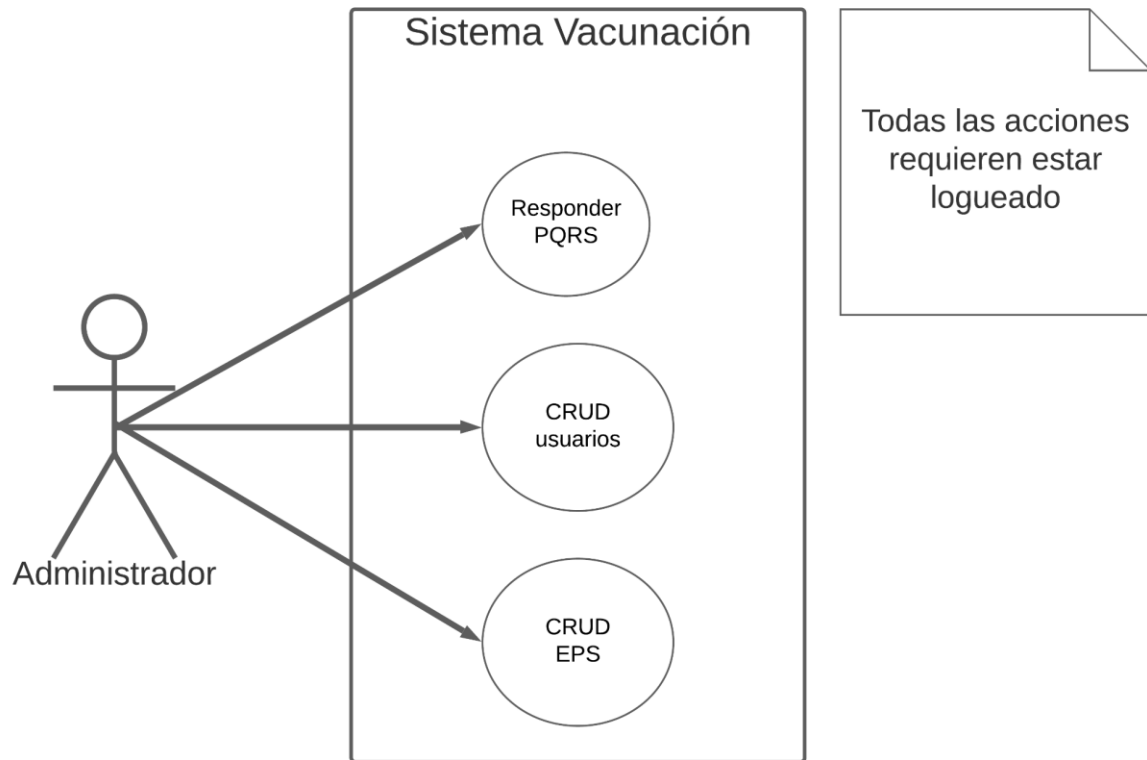 Sistema Vacunación
Todas las acciones
requieren estar
logueado
Responder
PQRS
CRUD
usuarios
Administrador
CRUD
EPS